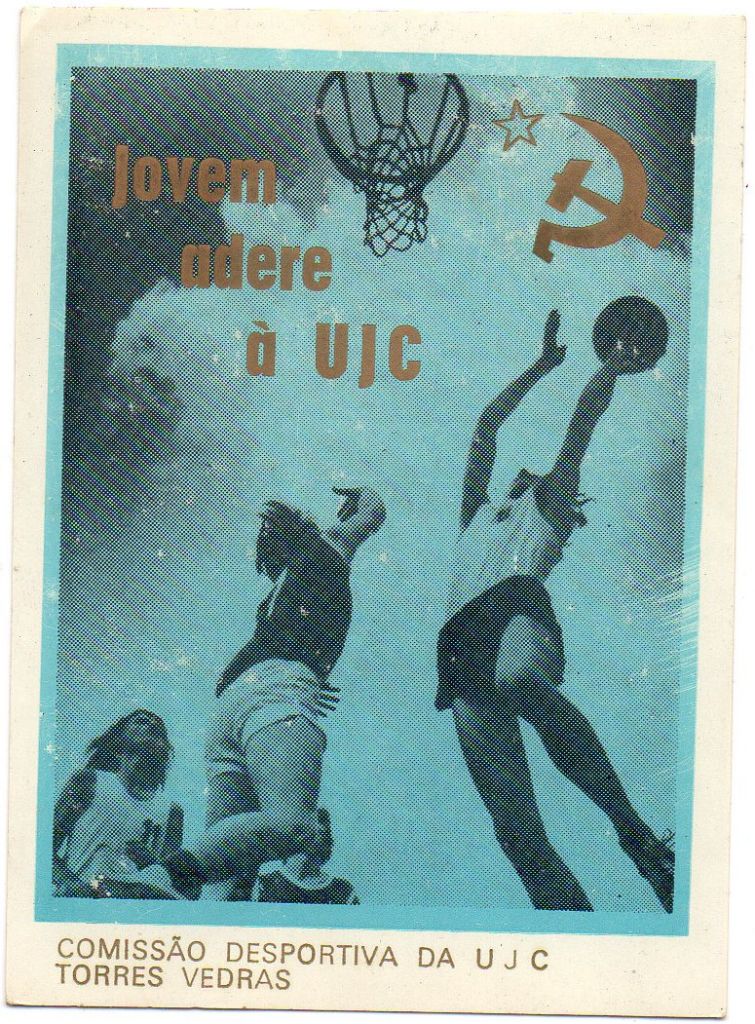 Jovem
adere
à UJC
COMISSÃO DESPORTIVA DA UJC
TORRES VEDRAS